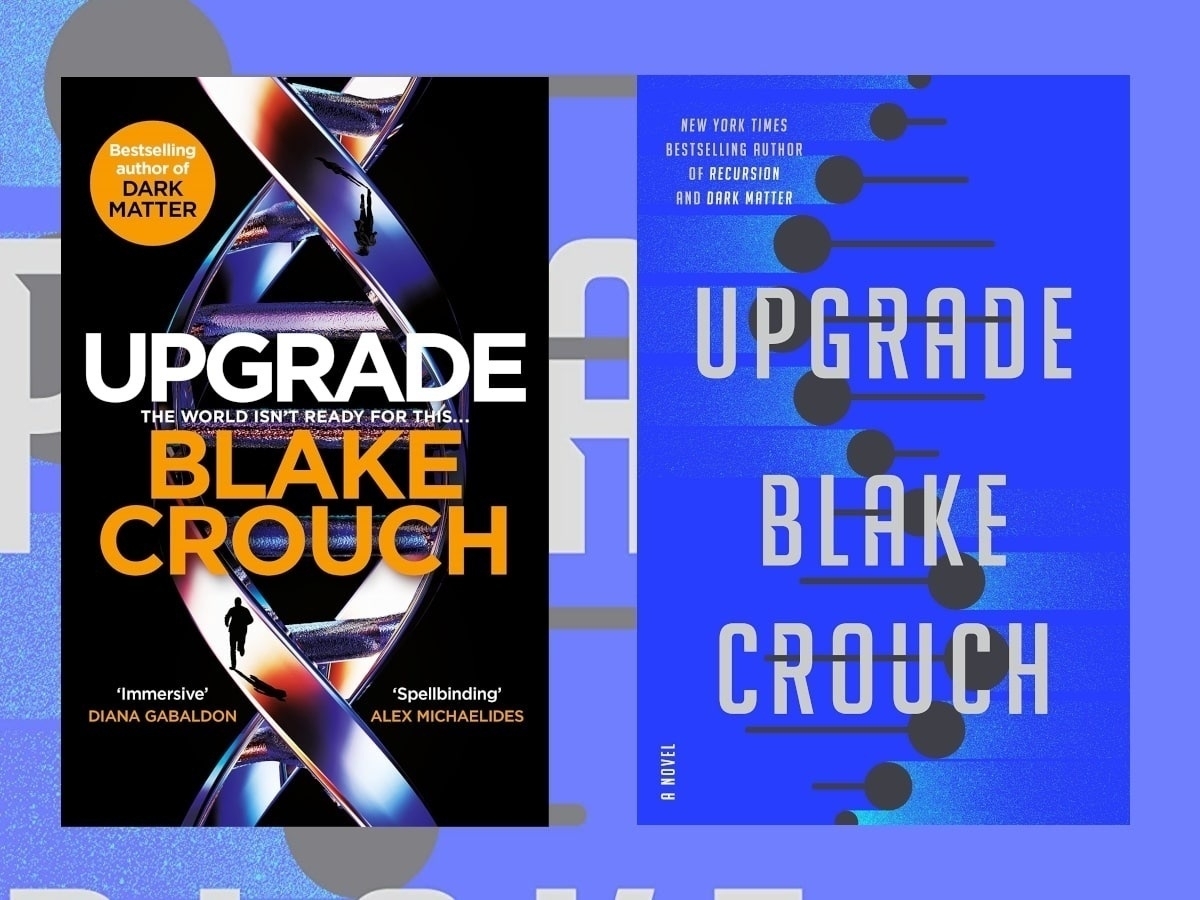 Bestselling
author of
DARK
MATTER
UPGRADE
THE WORLD ISN'T READY FOR THIS...
BLAKE
CROUCH
‘Immersive’
DIANA GABALDON
‘Spellbinding’
ALEX MICHAELIDES
NEW YORK TIMES
BESTSELLING AUTHOR
OF RECURSION
AND DARK MATTER
UPGRADE
BLAKE
CROUCH
A NOVEL